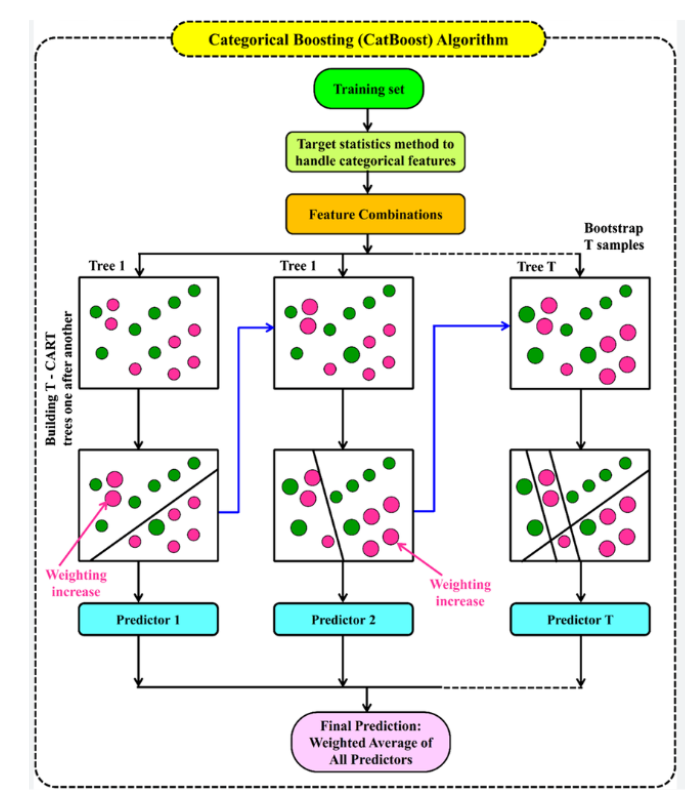 Categorical Boosting (CatBoost) Algorithm
Training set
Target statistics method to
handle categorical features
Feature Combinations
Bootstrap
T samples
Tree 1
Tree 1
Tree T
Building T - CART
trees one after another
Weighting
increase
Weighting
increase
Predictor 1
Predictor 2
Predictor T
Final Prediction:
Weighted Average of
All Predictors